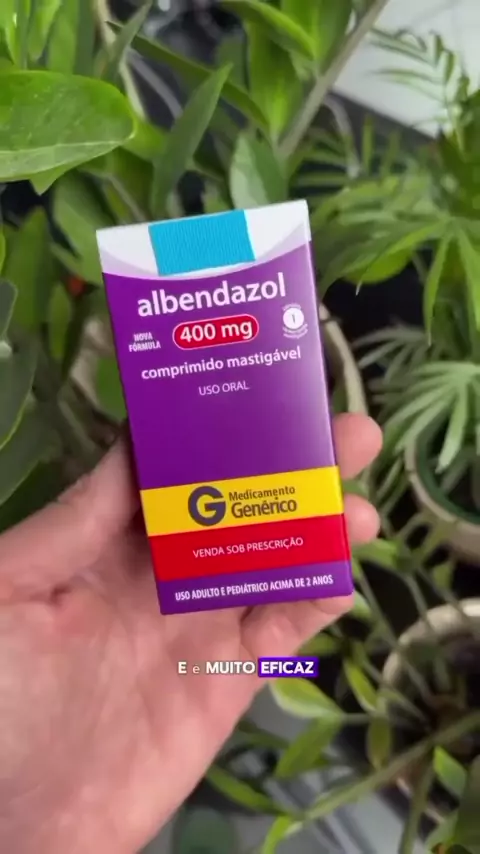 albendazol
NOVA
FÓRMULA
400 mg
1
comprimido mastigável
USO ORAL
G
Medicamento
Genérico
VENDA SOB PRESCRIÇÃO
USO ADULTO E PEDIÁTRICO ACIMA DE 2 ANOS
E e MUITO EFICAZ